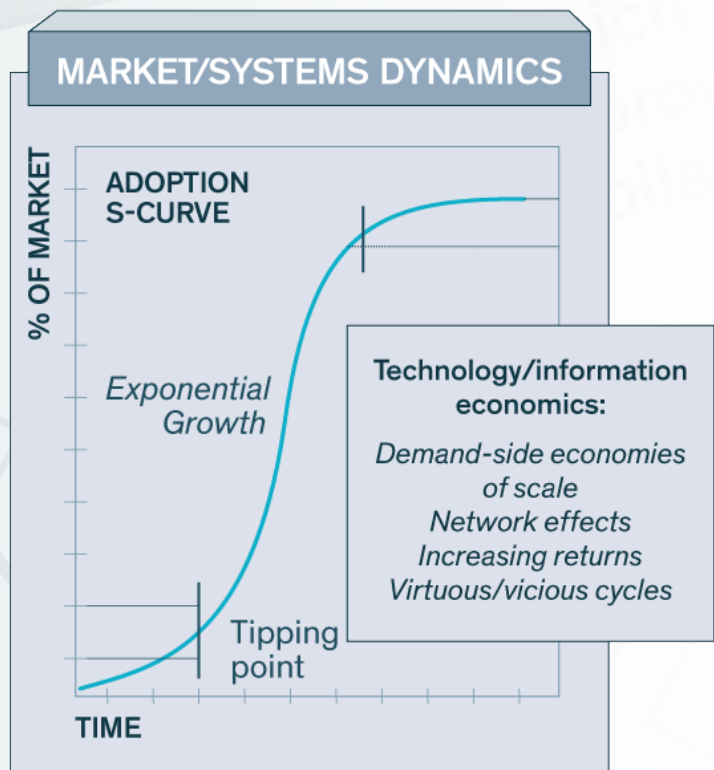 MARKET/SYSTEMS DYNAMICS
% OF MARKET
ADOPTION
S-CURVE
Exponential
Growth
Technology/information
economics:
Demand-side economies
of scale
Network effects
Increasing returns
Virtuous/vicious cycles
Tipping
point
TIME